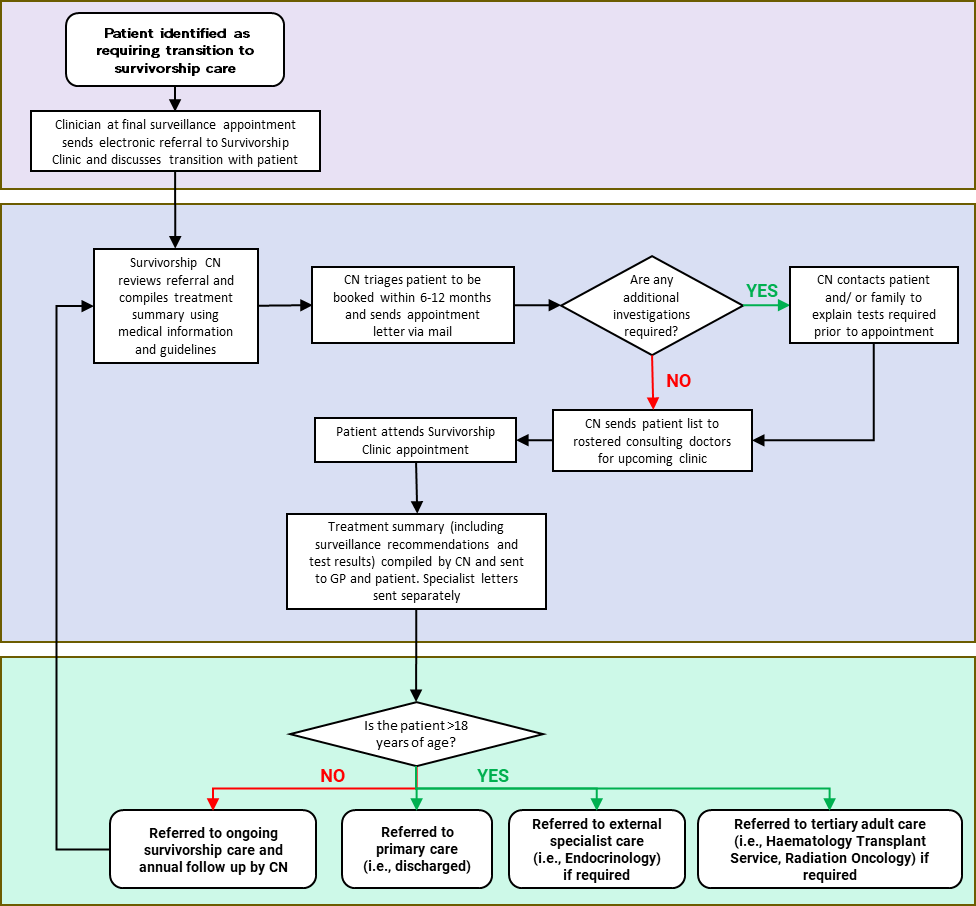 Patient identified as
requiring transition to
survivorship care
Clinician at final surveillance appointment
sends electronic referral to Survivorship
Clinic and discusses transition with patient
Survivorship CN
reviews referral and
compiles treatment
summary using
medical information
and guidelines
CN triages patient to be
booked within 6-12 months
and sends appointment
letter via mail
Are any
additional
investigations
required?
YES
CN contacts patient
and/ or family to
explain tests required
prior to appointment
NO
CN sends patient list to
rostered consulting doctors
for upcoming clinic
Patient attends Survivorship
Clinic appointment
Treatment summary (including
surveillance recommendations and
test results) compiled by CN and sent
to GP and patient. Specialist letters
sent separately
Is the patient >18
years of age?
NO
YES
Referred to ongoing
survivorship care and
annual follow up by CN
Referred to
primary care
(i.e., discharged)
Referred to external
specialist care
(i.e., Endocrinology)
if required
Referred to tertiary adult care
(i.e., Haematology Transplant
Service, Radiation Oncology) if
required